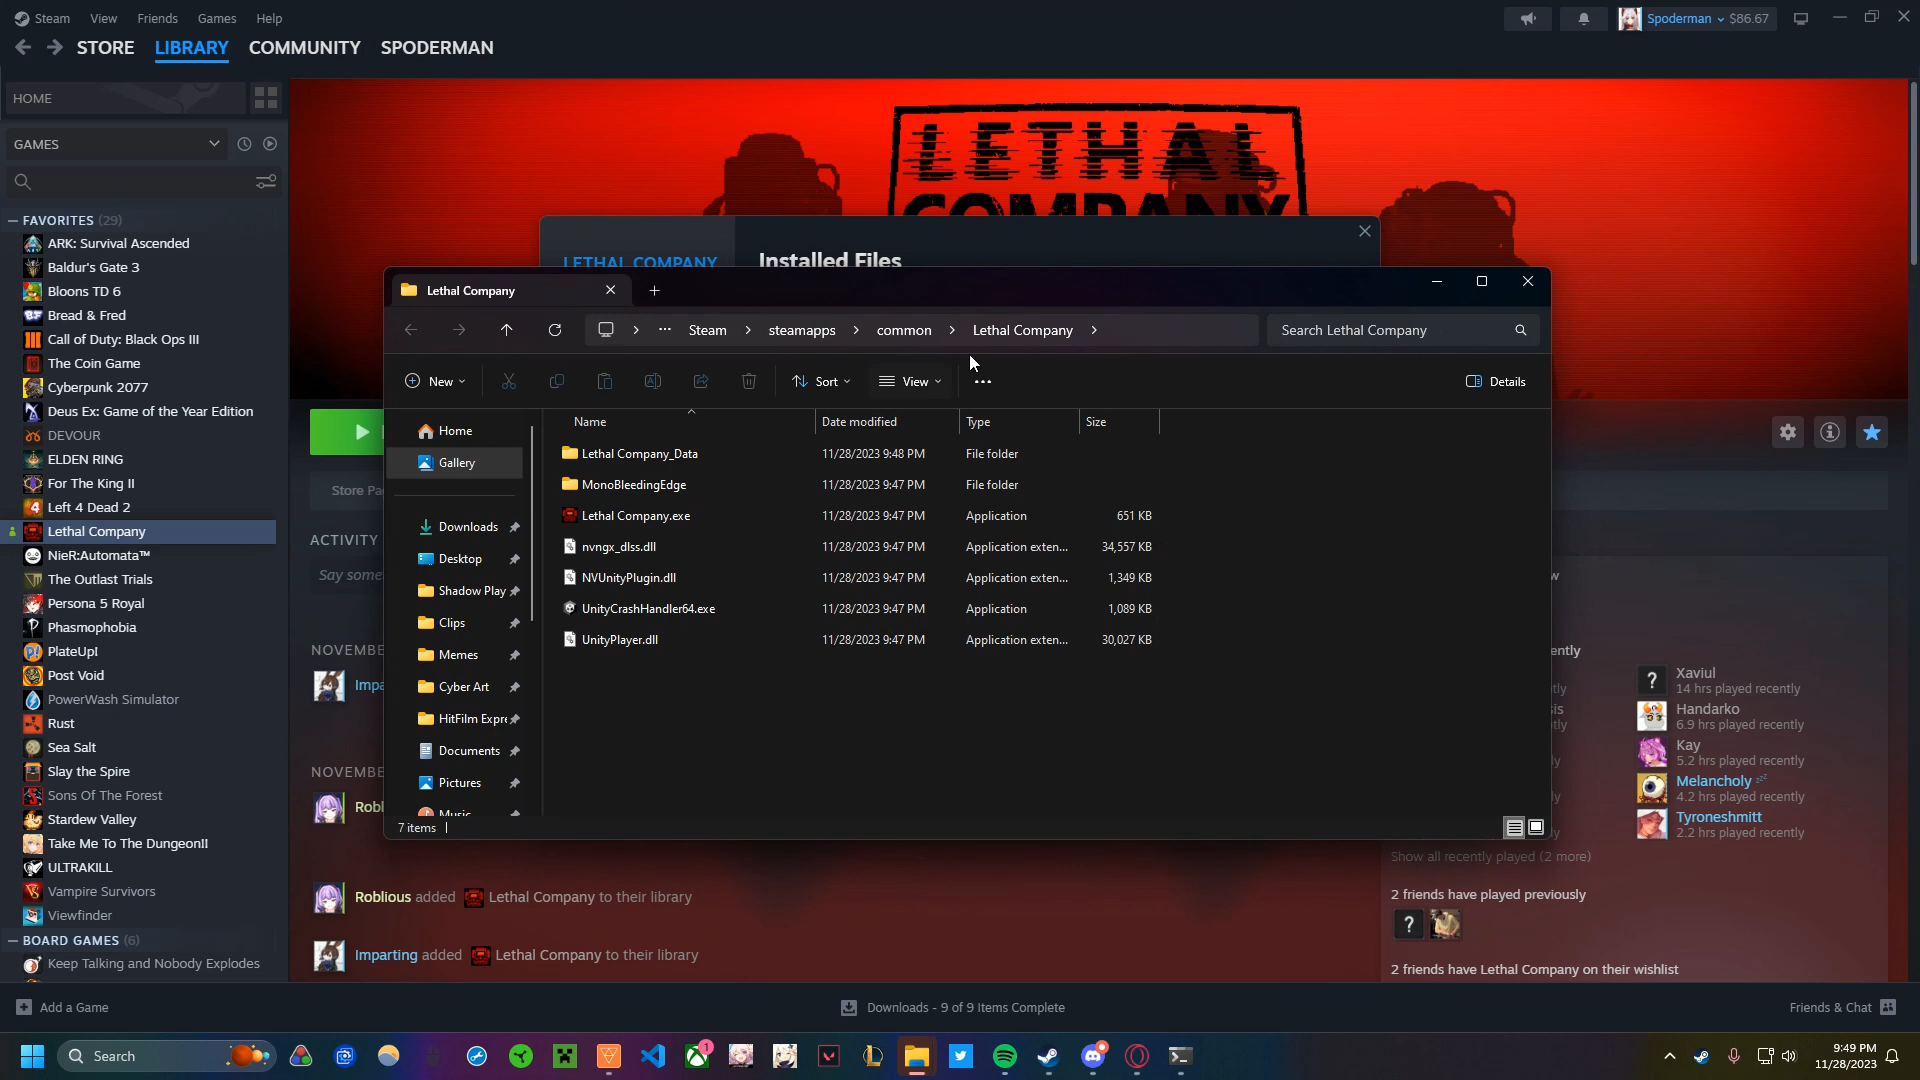 Steam View Friends Games Help
Spoderman $86.67
STORE LIBRARY COMMUNITY SPODERMAN
HOME
GAMES
FAVORITES (29)
ARK: Survival Ascended
Baldur's Gate 3
Bloons TD 6
Bread & Fred
Call of Duty: Black Ops III
The Coin Game
Cyberpunk 2077
Deus Ex: Game of the Year Edition
DEVOUR
ELDEN RING
For The King II
Left 4 Dead 2
Lethal Company
NieR:Automata™
The Outlast Trials
Persona 5 Royal
Phasmophobia
PlateUp!
Post Void
PowerWash Simulator
Rust
Sea Salt
Slay the Spire
Sons Of The Forest
Stardew Valley
Take Me To The Dungeon!!
ULTRAKILL
Vampire Survivors
Viewfinder
BOARD GAMES (6)
Keep Talking and Nobody Explodes
LETHAL
COMPANY
LETHAL COMPANY
Installed Files
Lethal Company
Steam steamapps common Lethal Company
Search Lethal Company
New Sort View Details
Home
Gallery
Downloads
Desktop
Shadow Play
Clips
Memes
Cyber Art
HitFilm Expre
Documents
Pictures
Music
Name Date modified Type Size
Lethal Company_Data 11/28/2023 9:48 PM File folder
MonoBleedingEdge 11/28/2023 9:47 PM File folder
Lethal Company.exe 11/28/2023 9:47 PM Application 651 KB
nvngx_dlss.dll 11/28/2023 9:47 PM Application exten... 34,557 KB
NVUnityPlugin.dll 11/28/2023 9:47 PM Application exten... 1,349 KB
UnityCrashHandler64.exe 11/28/2023 9:47 PM Application 1,089 KB
UnityPlayer.dll 11/28/2023 9:47 PM Application exten... 30,027 KB
7 items
Store Pa
ACTIVITY
Say some
NOVEMBE
Impa
NOVEMBE
Robl
Roblious added Lethal Company to their library
Imparting added Lethal Company to their library
ently
Xaviul
14 hrs played recently
Handarko
6.9 hrs played recently
Kay
5.2 hrs played recently
Melancholy zzz
4.2 hrs played recently
Tyroneshmitt
2.2 hrs played recently
Show all recently played (2 more)
2 friends have played previously
2 friends have Lethal Company on their wishlist
Add a Game
Downloads - 9 of 9 Items Complete
Friends & Chat
Search
1
9:49 PM
11/28/2023